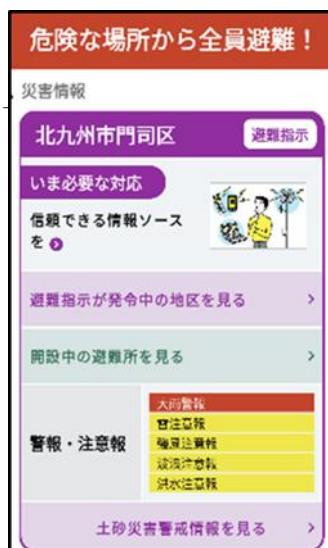 危険な場所から全員避難！
災害情報
北九州市門司区
避難指示
いま必要な対応
信頼できる情報ソース
を
避難指示が発令中の地区を見る
開設中の避難所を見る
警報・注意報
大雨警報
雷注意報
強風注意報
波浪注意報
洪水注意報
土砂災害警戒情報を見る